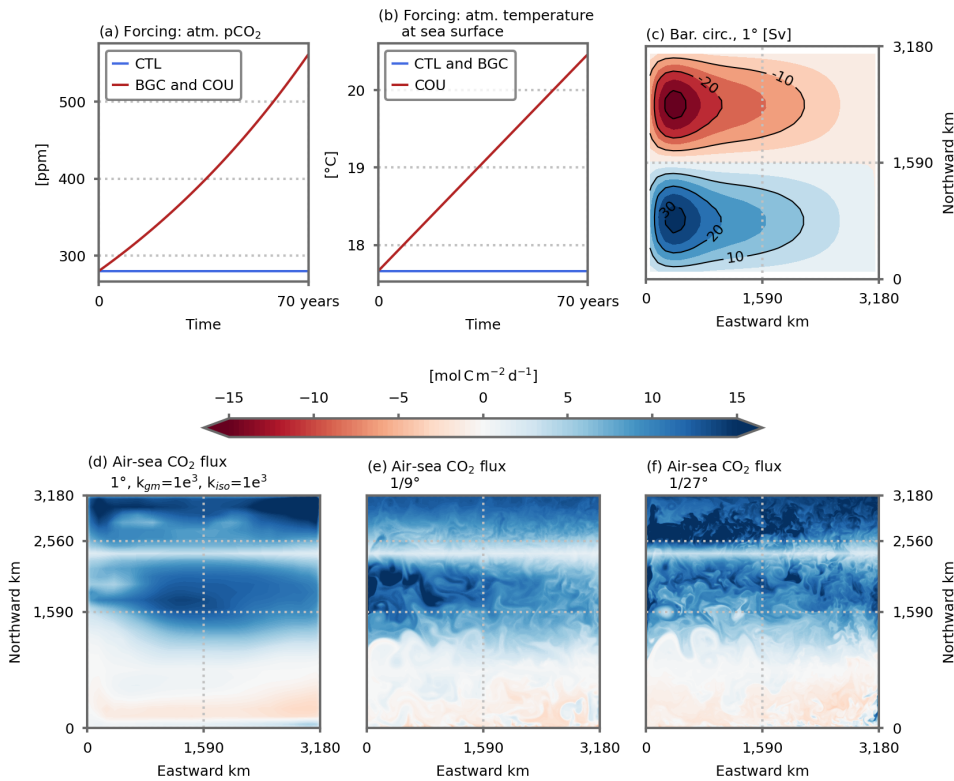 (a) Forcing: atm. pCO₂
CTL
BGC and COU
500
400
300
[ppm]
0
70 years
Time
(b) Forcing: atm. temperature
at sea surface
CTL and BGC
COU
20
19
18
[°C]
0
70 years
Time
(c) Bar. circ., 1° [Sv]
-20
-10
30
20
10
3,180
1,590
0
Northward km
0
1,590
3,180
Eastward km
[mol C m⁻² d⁻¹]
−15
−10
−5
0
5
10
15
(d) Air-sea CO₂ flux
1°, k_gm=1e³, k_iso=1e³
3,180
2,560
1,590
0
Northward km
0
1,590
3,180
Eastward km
(e) Air-sea CO₂ flux
1/9°
0
1,590
3,180
Eastward km
(f) Air-sea CO₂ flux
1/27°
3,180
2,560
1,590
0
Northward km
0
1,590
3,180
Eastward km